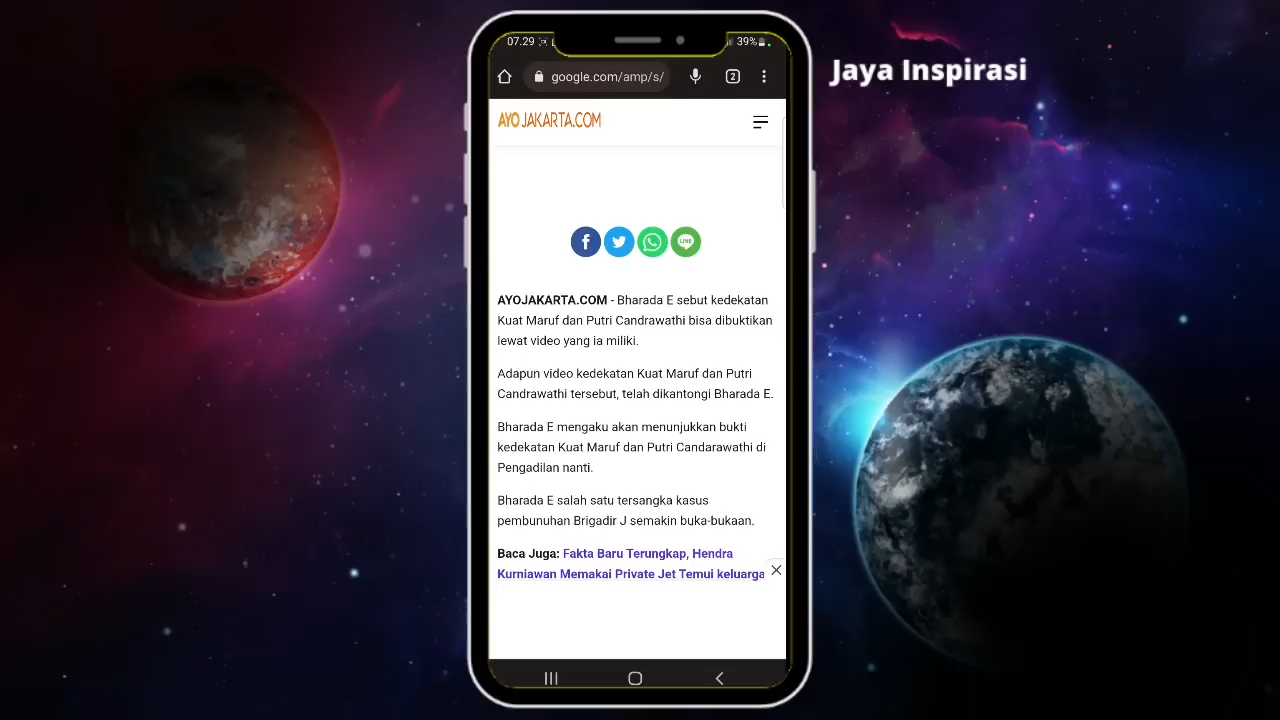 07.29
39%
Jaya Inspirasi
google.com/amp/s/
2
AYOJAKARTA.COM
LINE
AYOJAKARTA.COM - Bharada E sebut kedekatan
Kuat Maruf dan Putri Candrawathi bisa dibuktikan
lewat video yang ia miliki.
Adapun video kedekatan Kuat Maruf dan Putri
Candrawathi tersebut, telah dikantongi Bharada E.
Bharada E mengaku akan menunjukkan bukti
kedekatan Kuat Maruf dan Putri Candarawathi di
Pengadilan nanti.
Bharada E salah satu tersangka kasus
pembunuhan Brigadir J semakin buka-bukaan.
Baca Juga: Fakta Baru Terungkap, Hendra
Kurniawan Memakai Private Jet Temui keluarga